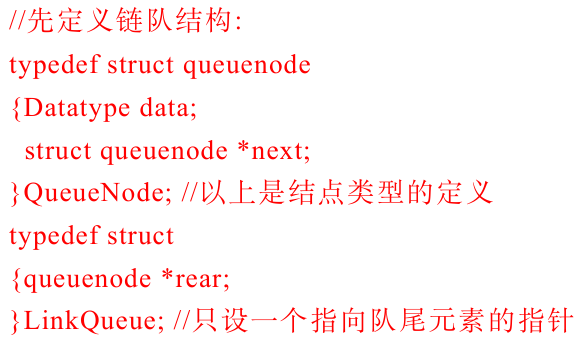 //先定义链队结构:
typedef struct queuenode
{Datatype data;
struct queuenode *next;
}QueueNode; //以上是结点类型的定义
typedef struct
{queuenode *rear;
}LinkQueue; //只设一个指向队尾元素的指针